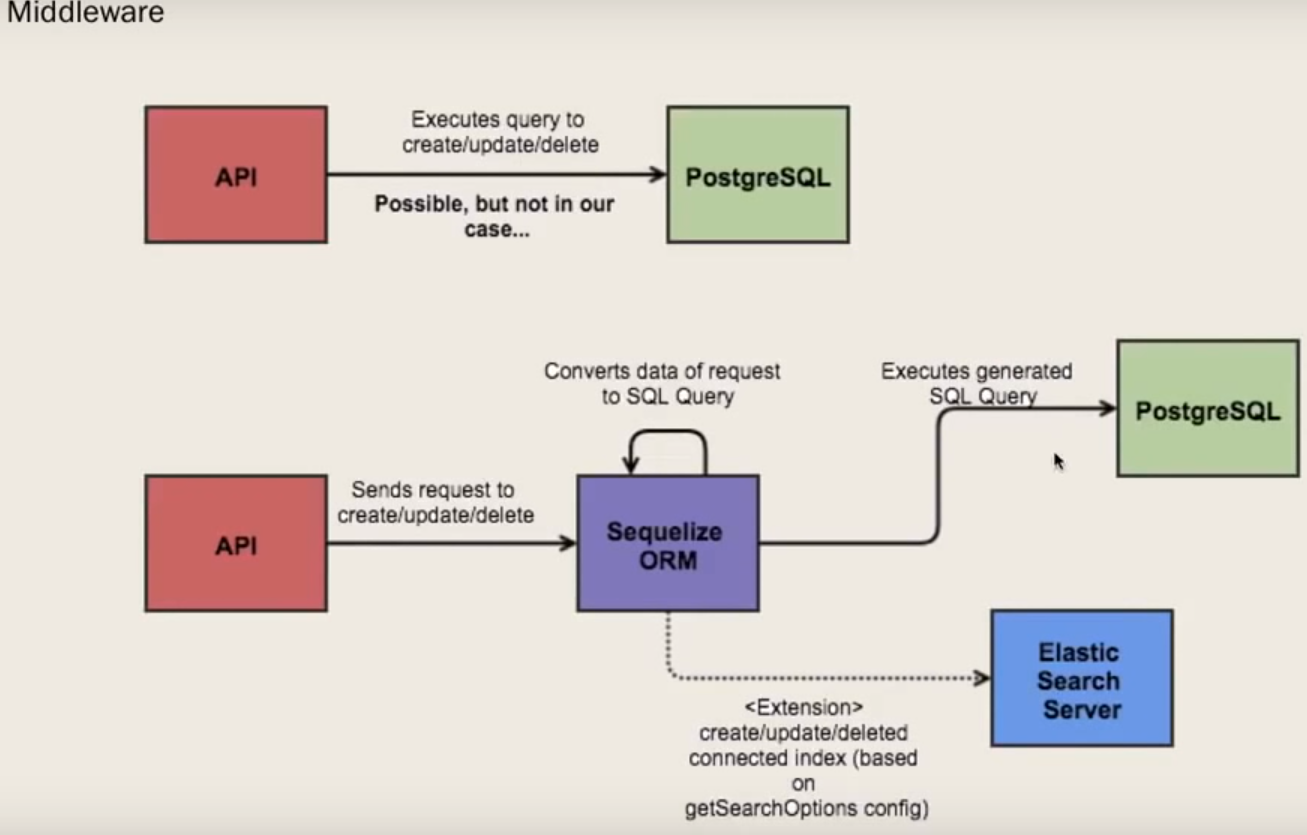 Middleware
Executes query to
create/update/delete
API
PostgreSQL
Possible, but not in our
case...
Converts data of request
to SQL Query
Executes generated
SQL Query
PostgreSQL
Sends request to
create/update/delete
API
Sequelize
ORM
Elastic
Search
Server
<Extension>
create/update/deleted
connected index (based
on
getSearchOptions config)